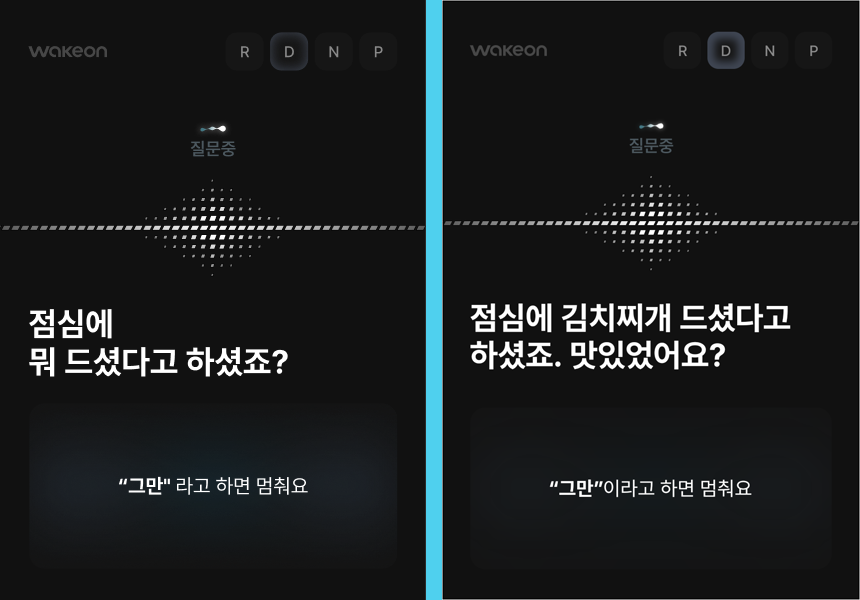 wakeon
R D N P
질문중
점심에
뭐 드셨다고 하셨죠?
“그만" 라고 하면 멈춰요
wakeon
R D N P
질문중
점심에 김치찌개 드셨다고
하셨죠. 맛있었어요?
“그만”이라고 하면 멈춰요